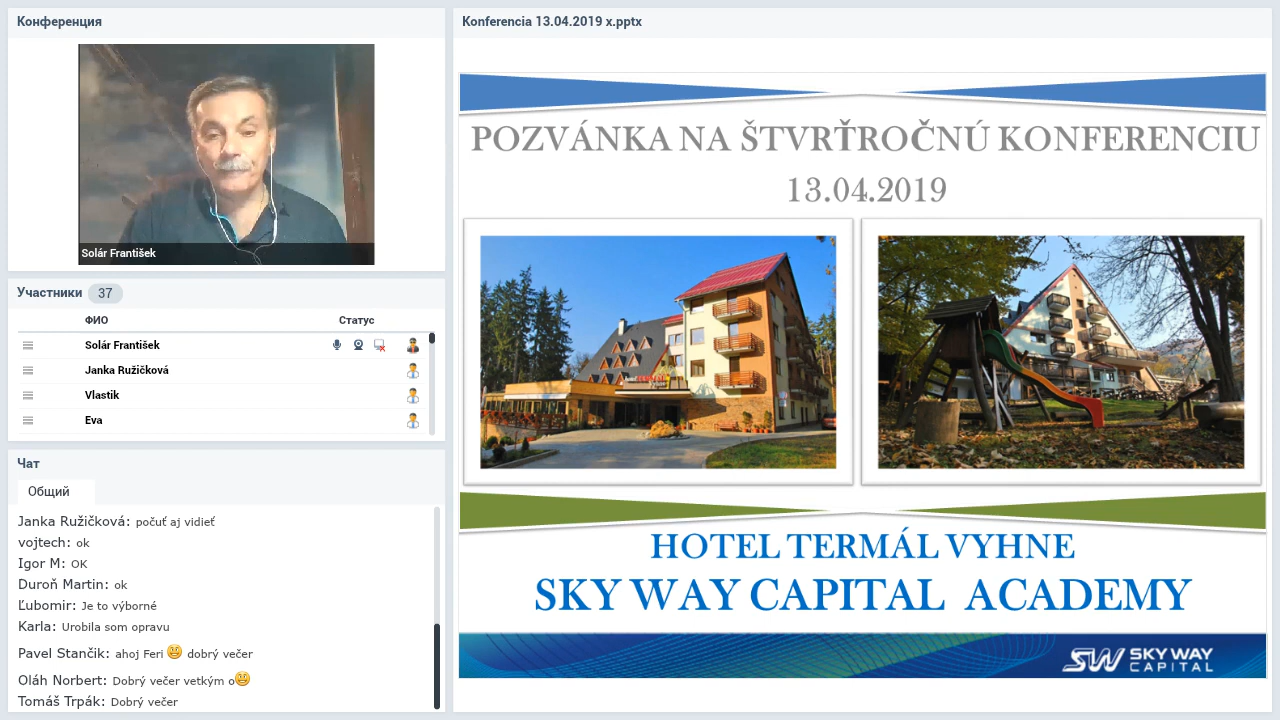 Конференция
Solár František
Участники 37
ФИО Статус
Solár František
Janka Ružičková
Vlastik
Eva
Чат
Общий
Janka Ružičková: počuť aj vidieť
vojtech: ok
Igor M: OK
Duroň Martin: ok
Ľubomir: Je to výborné
Karla: Urobila som opravu
Pavel Stančik: ahoj Feri dobrý večer
Oláh Norbert: Dobrý večer vetkým o
Tomáš Trpák: Dobrý večer
Konferencia 13.04.2019 x.pptx
POZVÁNKA NA ŠTVRŤROČNÚ KONFERENCIU
13.04.2019
HOTEL TERMÁL VYHNE
SKY WAY CAPITAL ACADEMY
SW SKY WAY
CAPITAL